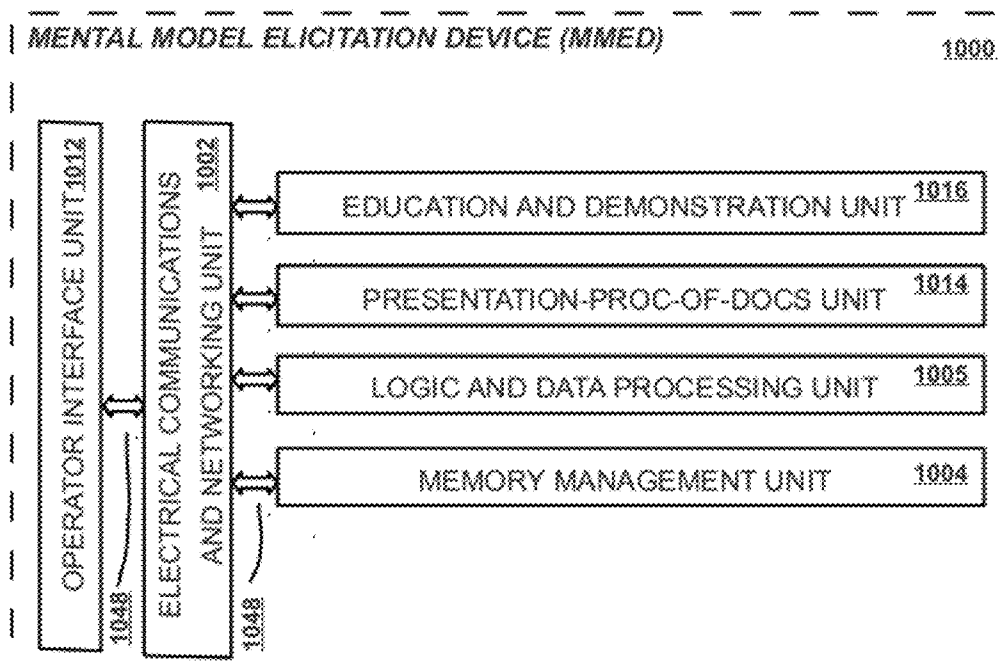 MENTAL MODEL ELICITATION DEVICE (MMED)
1000
OPERATOR INTERFACE UNIT 1012
ELECTRICAL COMMUNICATIONS
AND NETWORKING UNIT
1002
EDUCATION AND DEMONSTRATION UNIT
1016
PRESENTATION-PROC-OF-DOCS UNIT
1014
LOGIC AND DATA PROCESSING UNIT
1005
MEMORY MANAGEMENT UNIT
1004
1048
1048